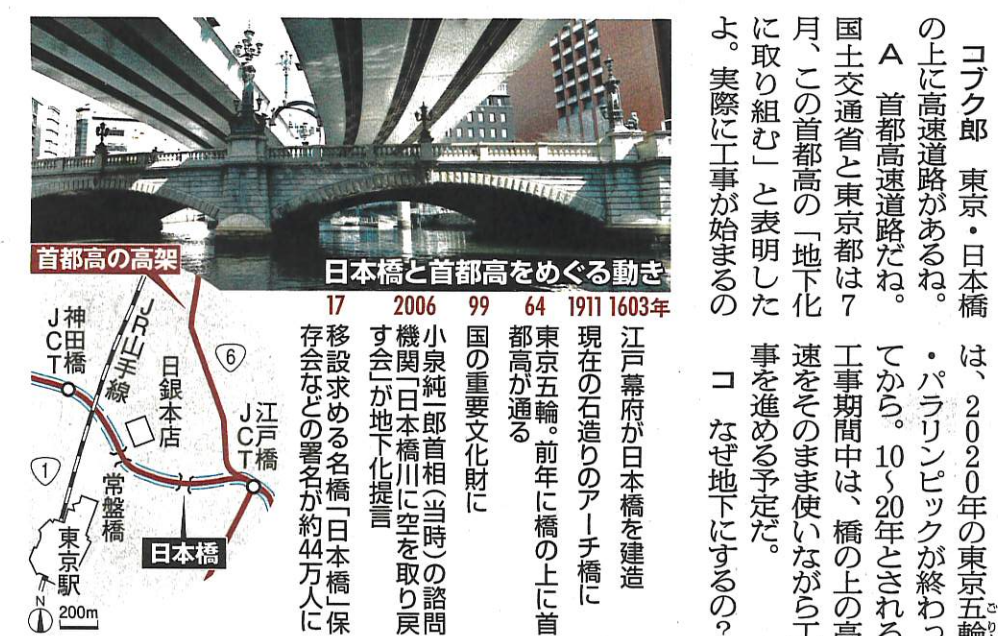 コブク郎　東京・日本橋
の上に高速道路があるね。
A　首都高速道路だね。
国土交通省と東京都は7
月、この首都高の「地下化
に取り組む」と表明した
よ。実際に工事が始まるの
は、2020年の東京五輪
ごり
・パラリンピックが終わっ
てから。10〜20年とされる
工事期間中は、橋の上の高
速をそのまま使いながら工
事を進める予定だ。
コ　なぜ地下にするの？
日本橋と首都高をめぐる動き
1603年
江戸幕府が日本橋を建造
1911
現在の石造りのアーチ橋に
64
東京五輪。前年に橋の上に首
都高が通る
99
国の重要文化財に
2006
小泉純一郎首相（当時）の諮問
機関「日本橋川に空を取り戻
す会」が地下化提言
17
移設求める名橋「日本橋」保
存会などの署名が約44万人に
首都高の高架
神田橋
JCT
JR山手線
日銀本店
6
江戸橋
JCT
1
常盤橋
日本橋
東京駅
N
200m